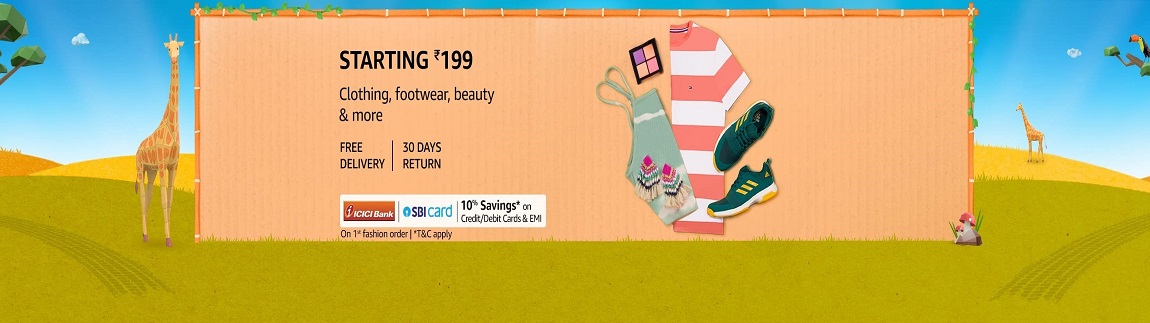 STARTING ₹199
Clothing, footwear, beauty
& more
FREE
DELIVERY
30 DAYS
RETURN
ICICI Bank
SBI card
10% Savings* on
Credit/Debit Cards & EMI
On 1st fashion order | *T&C apply